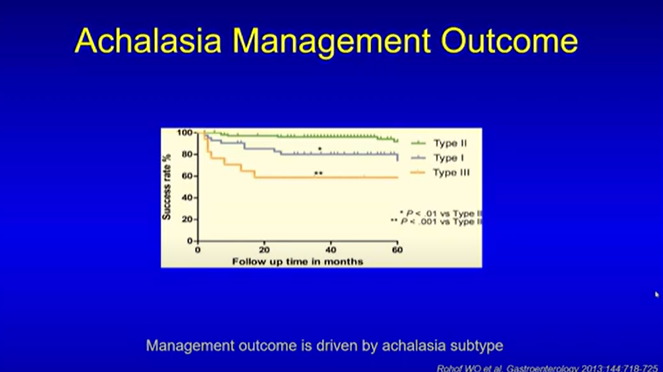 Achalasia Management Outcome
Success rate %
100
80
60
40
20
0
0 20 40 60
Follow up time in months
Type II
Type I
Type III
*
**
* P < .01 vs Type II
** P < .001 vs Type II
Management outcome is driven by achalasia subtype
Rohof WO et al. Gastroenterology 2013;144:718-725